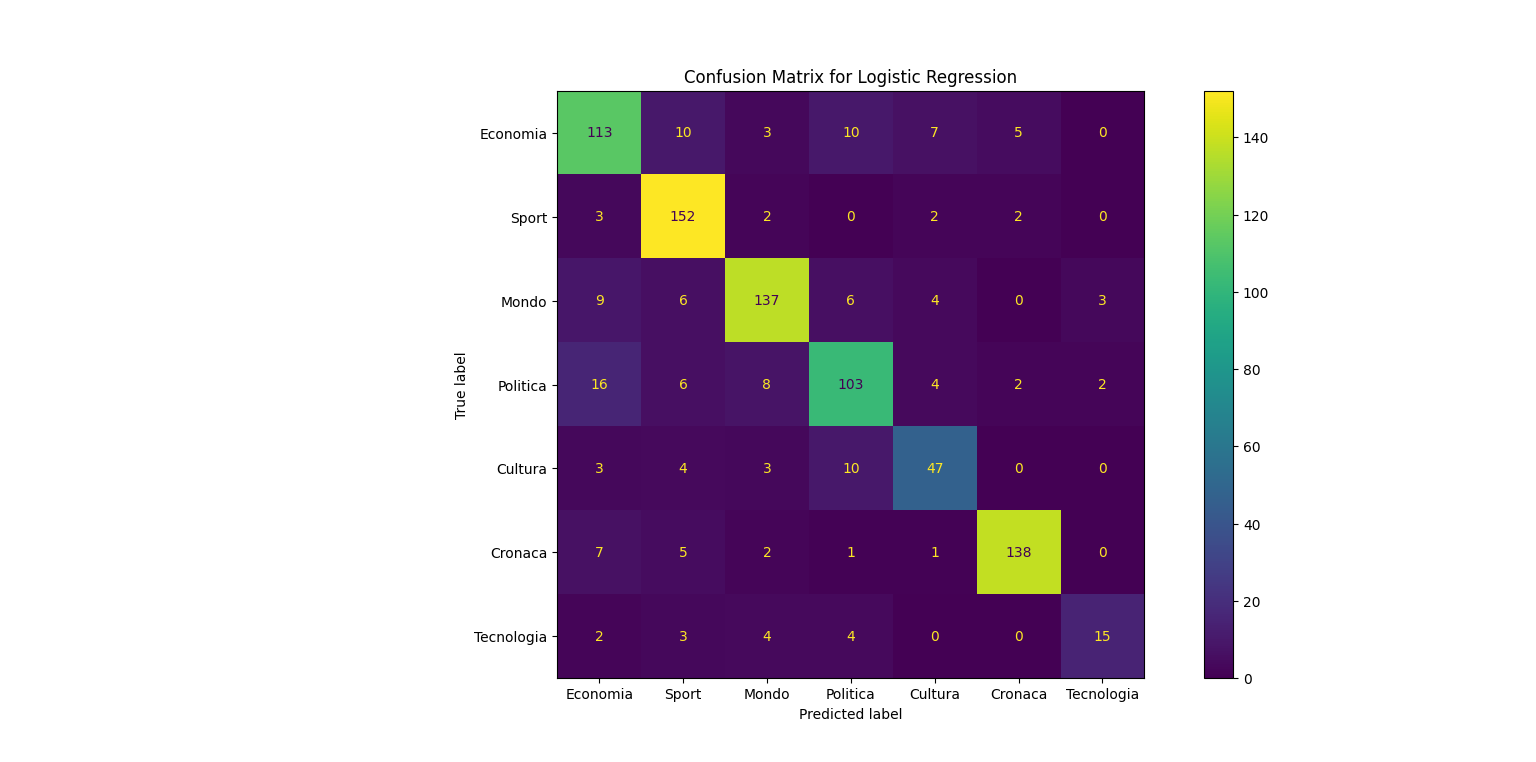 Confusion Matrix for Logistic Regression
Economia 113 10 3 10 7 5 0
Sport 3 152 2 0 2 2 0
Mondo 9 6 137 6 4 0 3
Politica 16 6 8 103 4 2 2
Cultura 3 4 3 10 47 0 0
Cronaca 7 5 2 1 1 138 0
Tecnologia 2 3 4 4 0 0 15
Economia Sport Mondo Politica Cultura Cronaca Tecnologia
Predicted label
True label
140
120
100
80
60
40
20
0